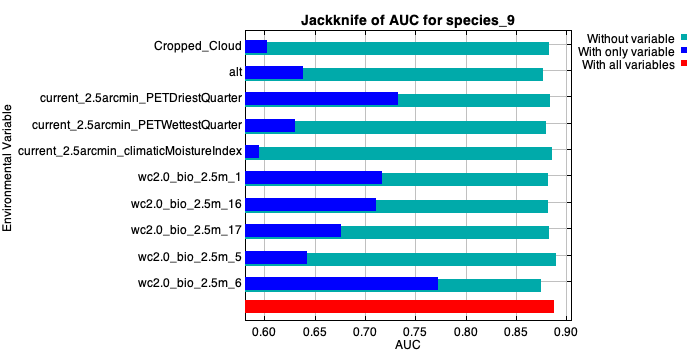 Jackknife of AUC for species_9
Without variable
With only variable
With all variables
Environmental Variable
Cropped_Cloud
alt
current_2.5arcmin_PETDriestQuarter
current_2.5arcmin_PETWettestQuarter
current_2.5arcmin_climaticMoistureIndex
wc2.0_bio_2.5m_1
wc2.0_bio_2.5m_16
wc2.0_bio_2.5m_17
wc2.0_bio_2.5m_5
wc2.0_bio_2.5m_6
0.60 0.65 0.70 0.75 0.80 0.85 0.90
AUC